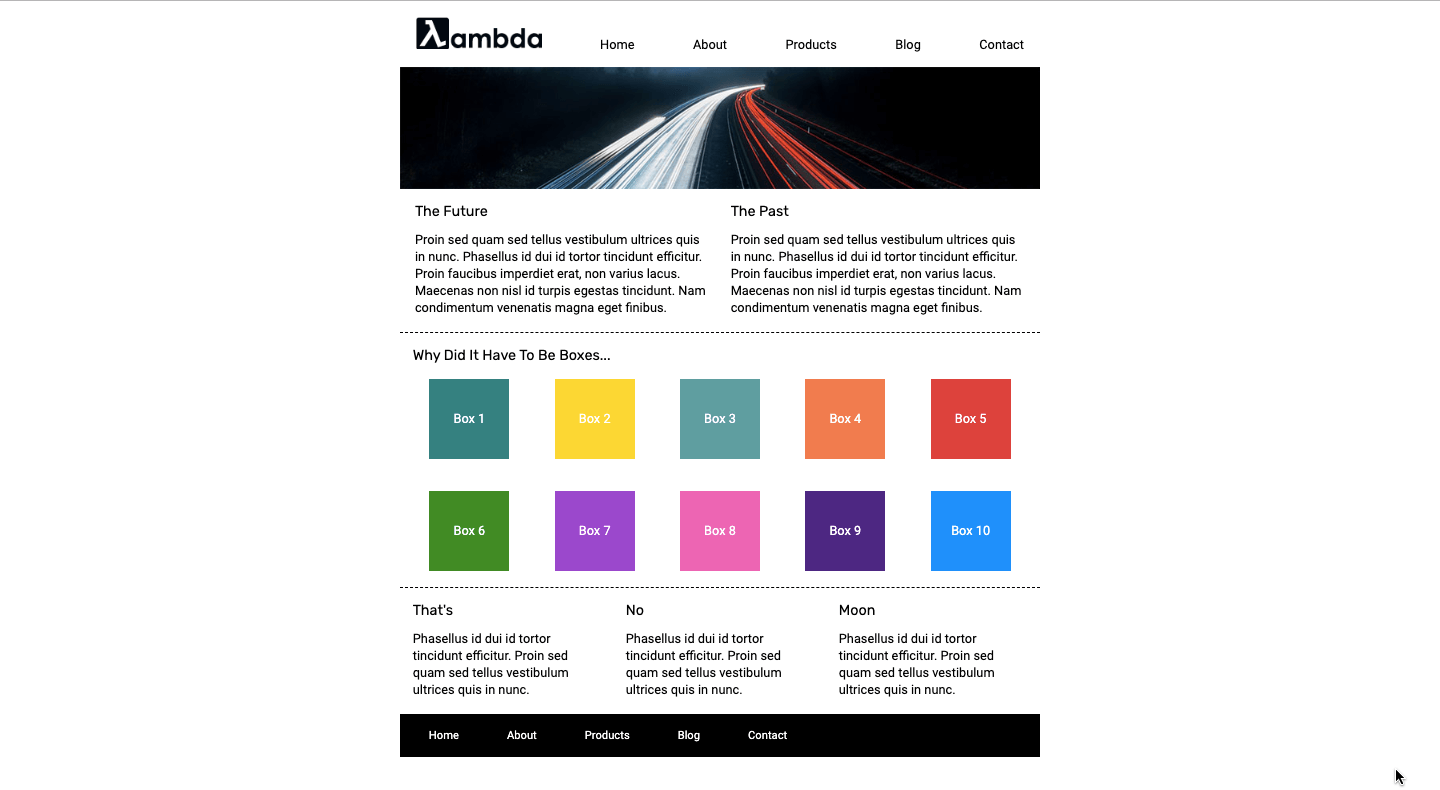 λambda
Home About Products Blog Contact
The Future
Proin sed quam sed tellus vestibulum ultrices quis
in nunc. Phasellus id dui id tortor tincidunt efficitur.
Proin faucibus imperdiet erat, non varius lacus.
Maecenas non nisl id turpis egestas tincidunt. Nam
condimentum venenatis magna eget finibus.
The Past
Proin sed quam sed tellus vestibulum ultrices quis
in nunc. Phasellus id dui id tortor tincidunt efficitur.
Proin faucibus imperdiet erat, non varius lacus.
Maecenas non nisl id turpis egestas tincidunt. Nam
condimentum venenatis magna eget finibus.
Why Did It Have To Be Boxes...
Box 1 Box 2 Box 3 Box 4 Box 5
Box 6 Box 7 Box 8 Box 9 Box 10
That's
Phasellus id dui id tortor
tincidunt efficitur. Proin sed
quam sed tellus vestibulum
ultrices quis in nunc.
No
Phasellus id dui id tortor
tincidunt efficitur. Proin sed
quam sed tellus vestibulum
ultrices quis in nunc.
Moon
Phasellus id dui id tortor
tincidunt efficitur. Proin sed
quam sed tellus vestibulum
ultrices quis in nunc.
Home About Products Blog Contact